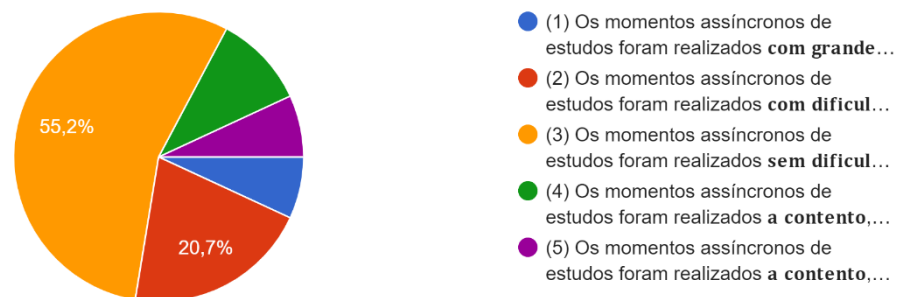 55,2%
20,7%
(1) Os momentos assíncronos de
estudos foram realizados com grande…
(2) Os momentos assíncronos de
estudos foram realizados com dificul…
(3) Os momentos assíncronos de
estudos foram realizados sem dificul…
(4) Os momentos assíncronos de
estudos foram realizados a contento,…
(5) Os momentos assíncronos de
estudos foram realizados a contento,…